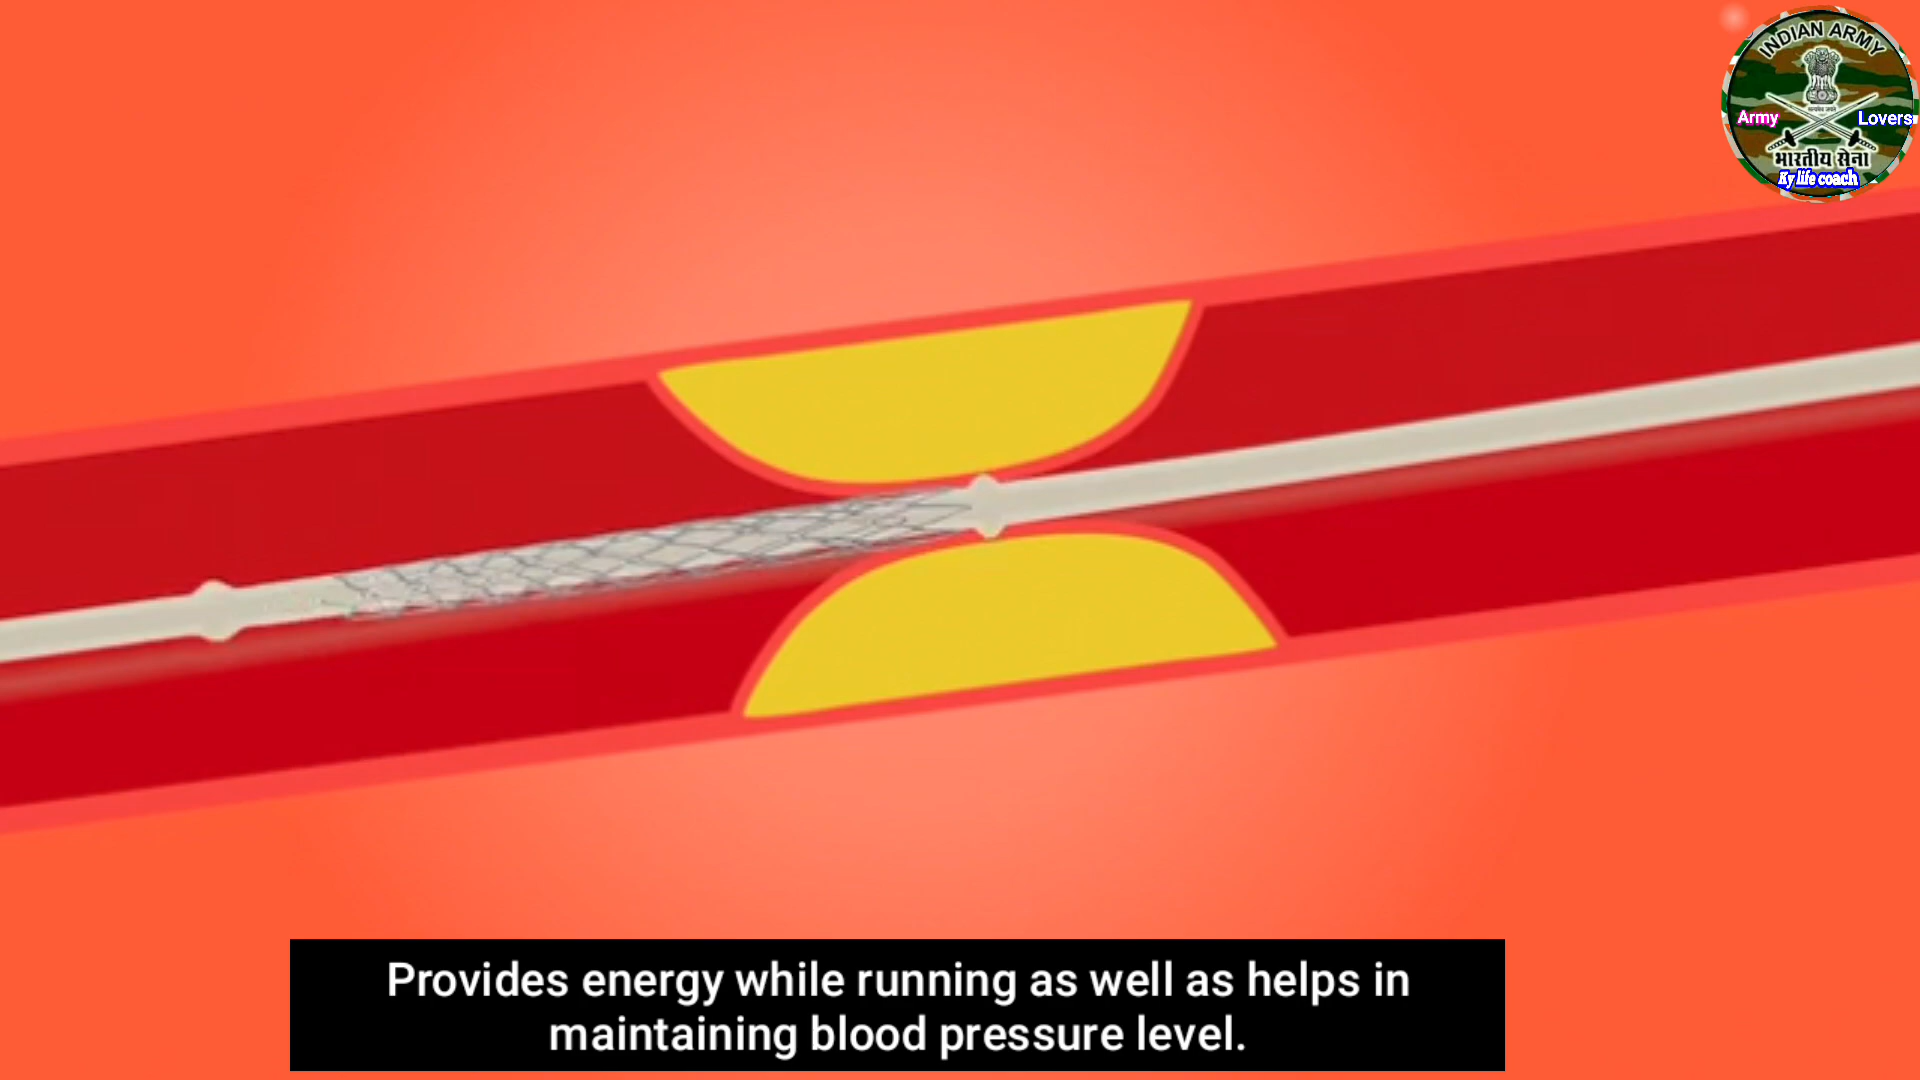 INDIAN ARMY
Army Lovers
भारतीय सेना
Ky life coach
Provides energy while running as well as helps in
maintaining blood pressure level.